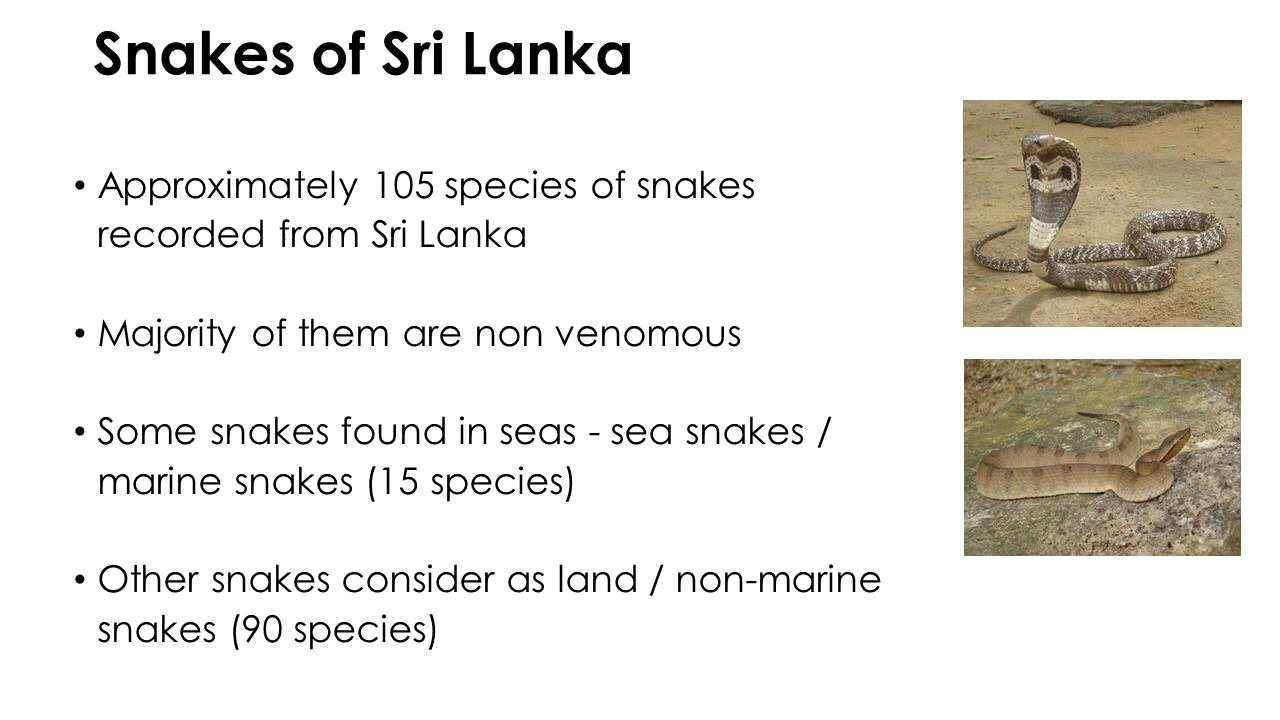 Snakes of Sri Lanka
• Approximately 105 species of snakes
recorded from Sri Lanka
• Majority of them are non venomous
• Some snakes found in seas - sea snakes /
marine snakes (15 species)
• Other snakes consider as land / non-marine
snakes (90 species)